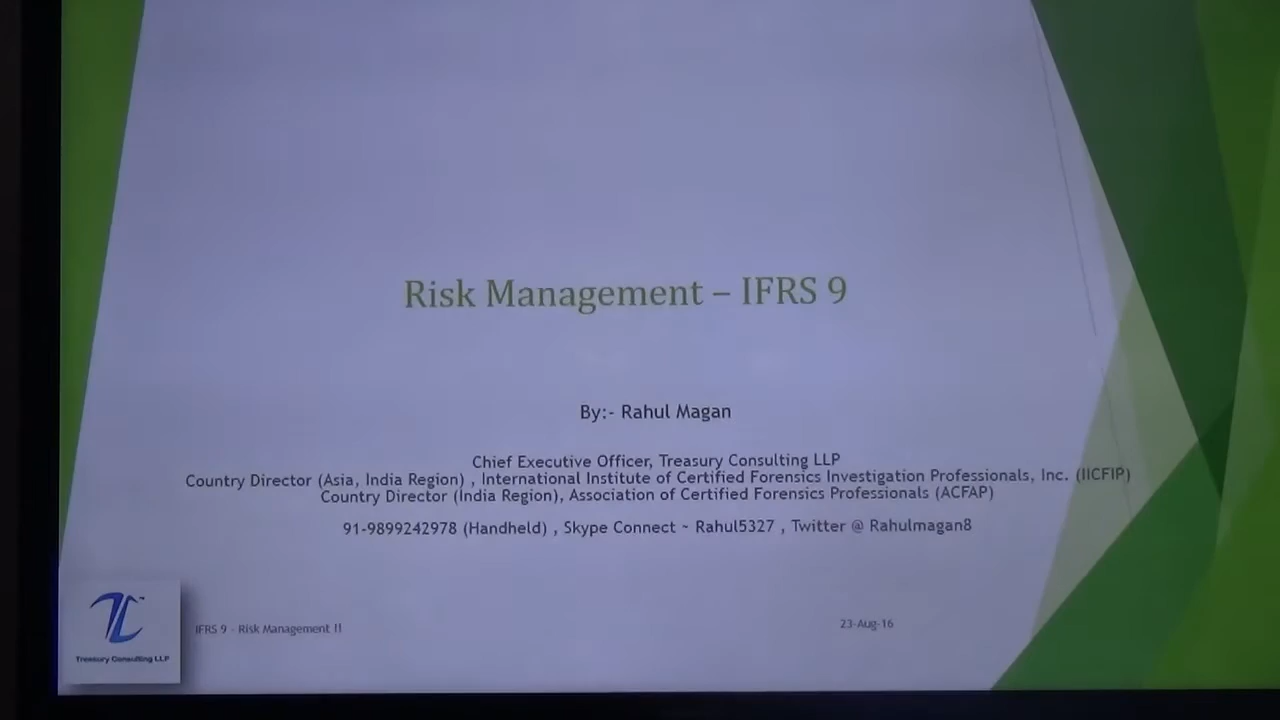 Risk Management – IFRS 9
By:- Rahul Magan
Chief Executive Officer, Treasury Consulting LLP
Country Director (Asia, India Region) , International Institute of Certified Forensics Investigation Professionals, Inc. (IICFIP)
Country Director (India Region), Association of Certified Forensics Professionals (ACFAP)
91-9899242978 (Handheld) , Skype Connect ~ Rahul5327 , Twitter @ Rahulmagan8
TC
Treasury Consulting LLP
IFRS 9 - Risk Management II
23-Aug-16